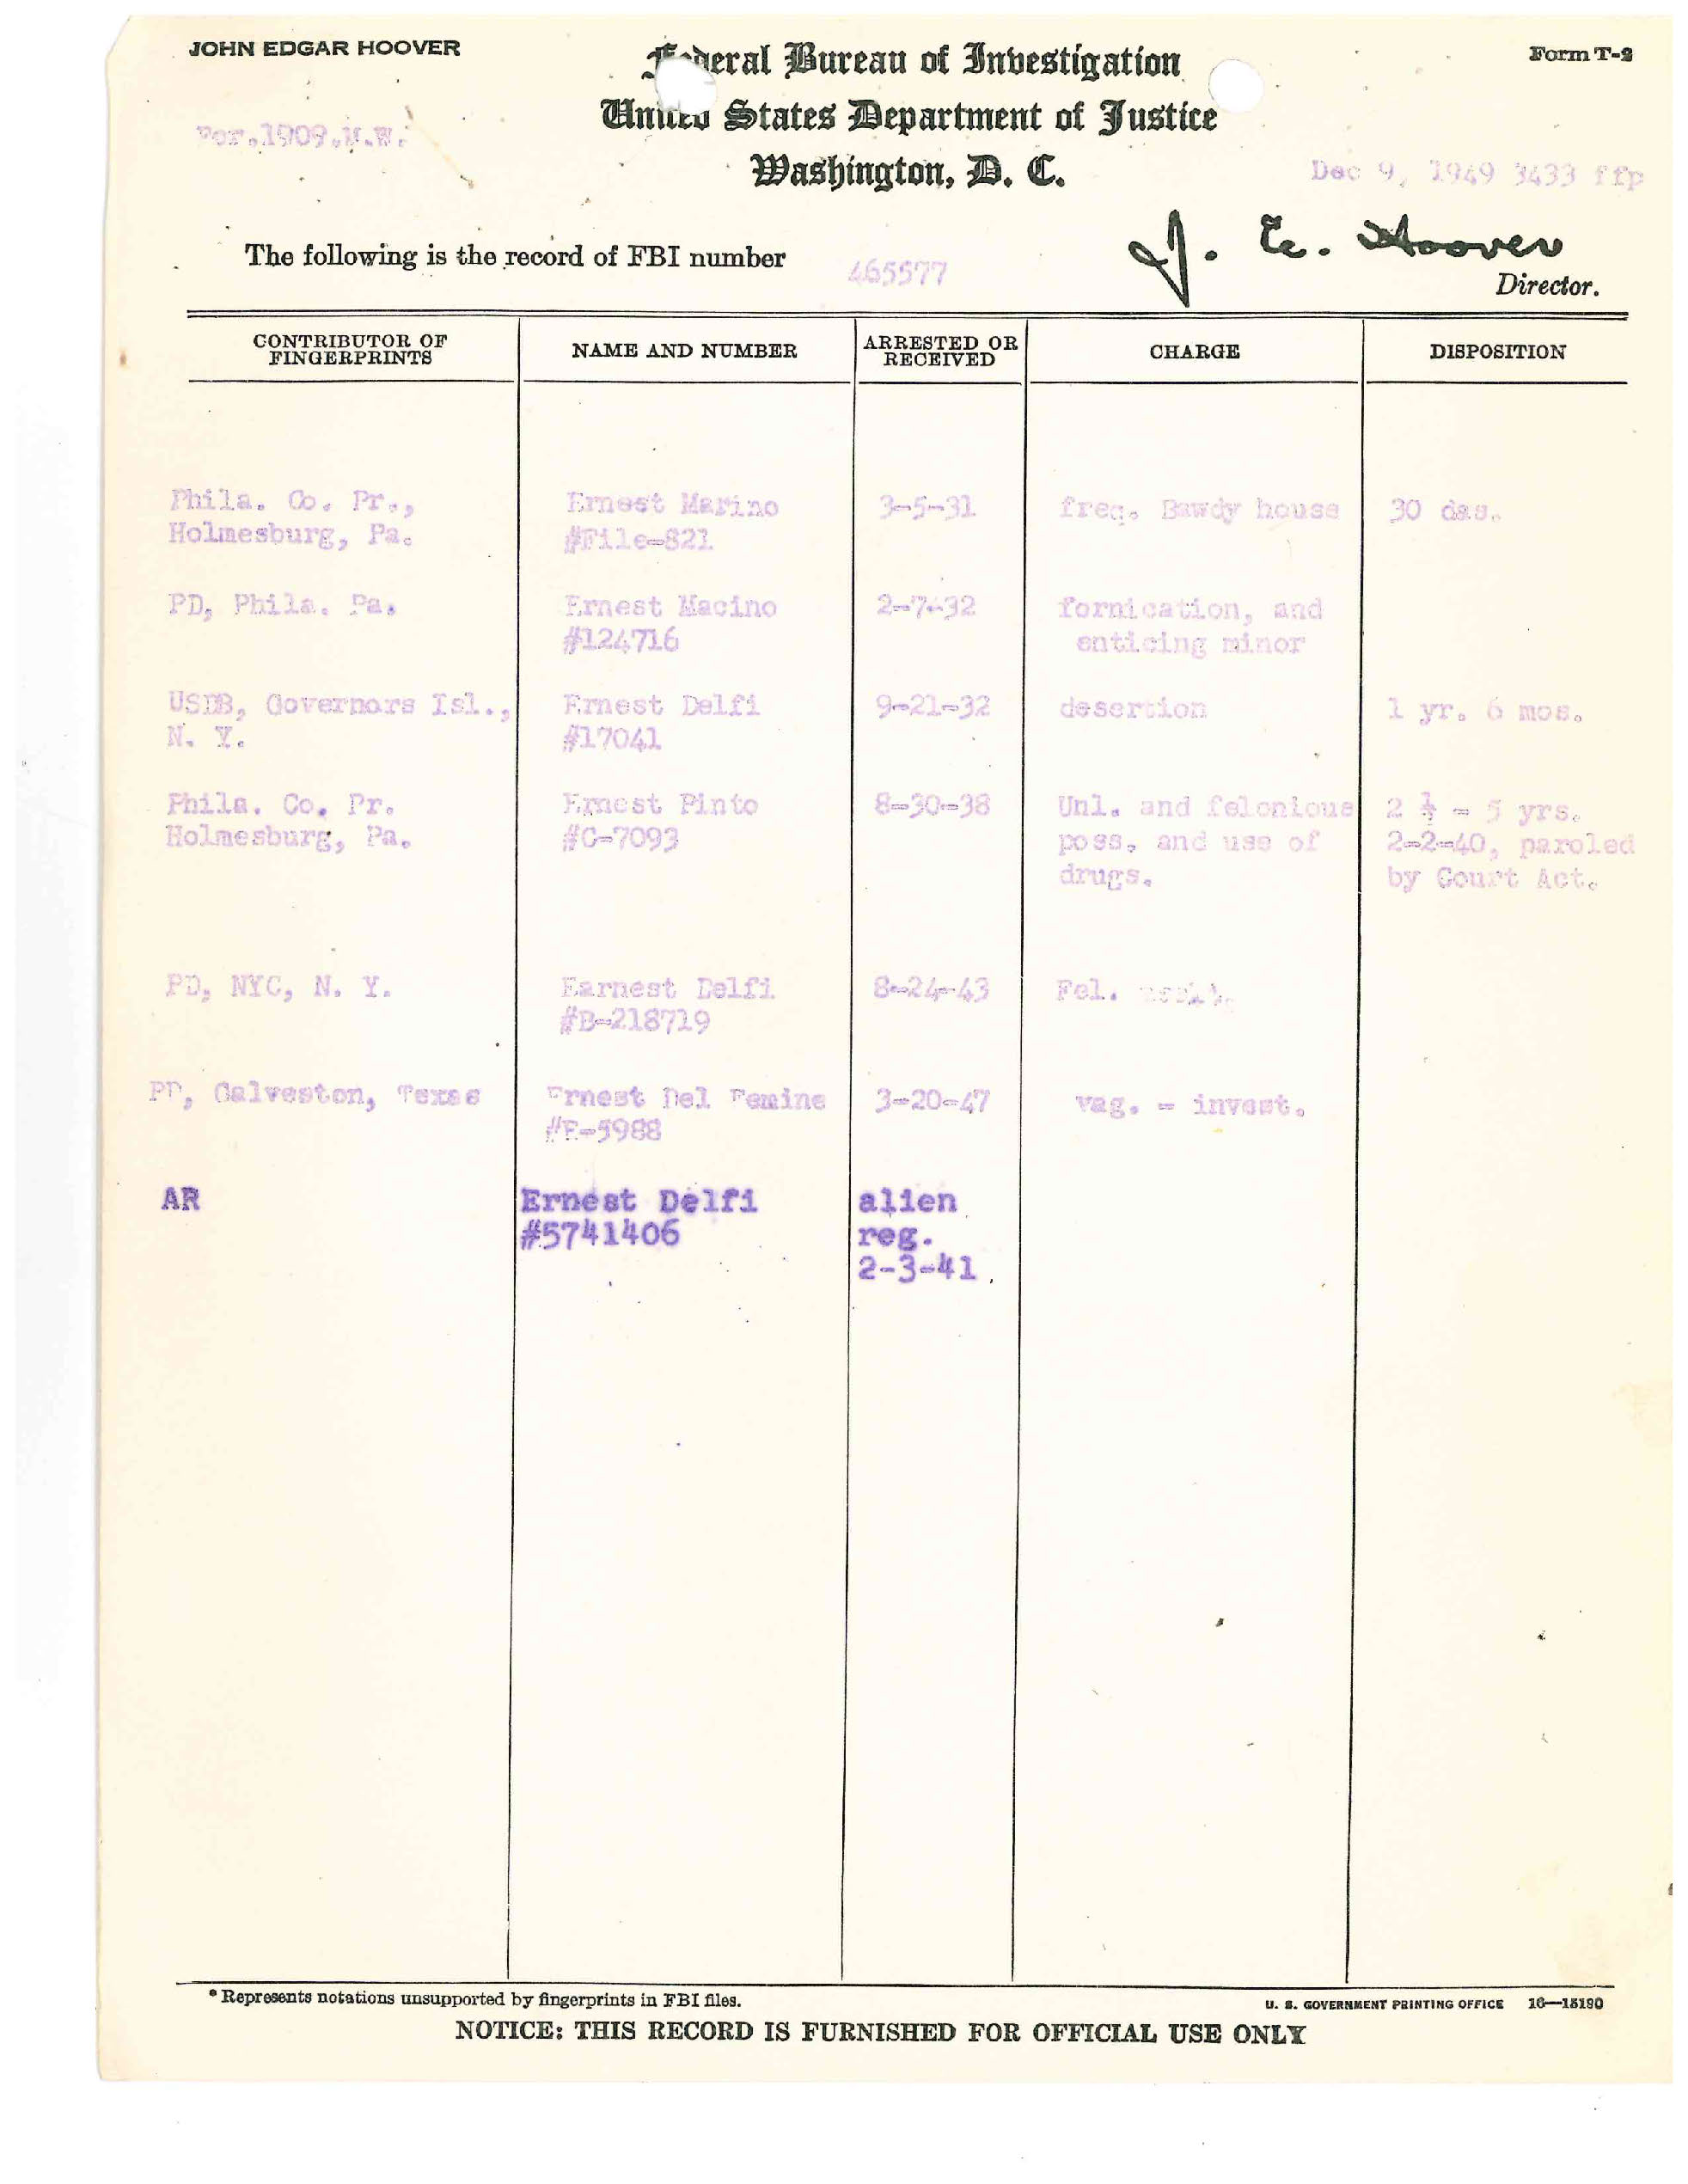 JOHN EDGAR HOOVER
Federal Bureau of Investigation
Form T-2
United States Department of Justice
Washington, D. C.
Dec 9, 1949 3433 ffp
J. E. Hoover
The following is the record of FBI number 465577
Director.
CONTRIBUTOR OF FINGERPRINTS NAME AND NUMBER ARRESTED OR RECEIVED CHARGE DISPOSITION
Phila. Co. Pr., Ernest Marino 3-5-31 freq. Bawdy house 30 das.
Holmesburg, Pa. #File-821
PD, Phila. Pa. Ernest Macino 2-7-32 fornication, and
#124716 enticing minor
USDB, Governors Isl., Ernest Delfi 9-21-32 desertion 1 yr. 6 mos.
N. Y. #17041
Phila. Co. Pr. Ernest Pinto 8-30-38 Unl. and felonious 2 ½ - 5 yrs.
Holmesburg, Pa. #C-7093 poss, and use of 2-2-40, paroled
drugs. by Court Act.
PD, NYC, N. Y. Earnest Delfi 8-24-43 Fel.
#B-218719
PD, Galveston, Texas Ernest Del Femine 3-20-47 vag. - invest.
#E-5988
AR Ernest Delfi alien
#5741406 reg.
2-3-41
* Represents notations unsupported by fingerprints in FBI files.
U. S. GOVERNMENT PRINTING OFFICE 16—15190
NOTICE: THIS RECORD IS FURNISHED FOR OFFICIAL USE ONLY